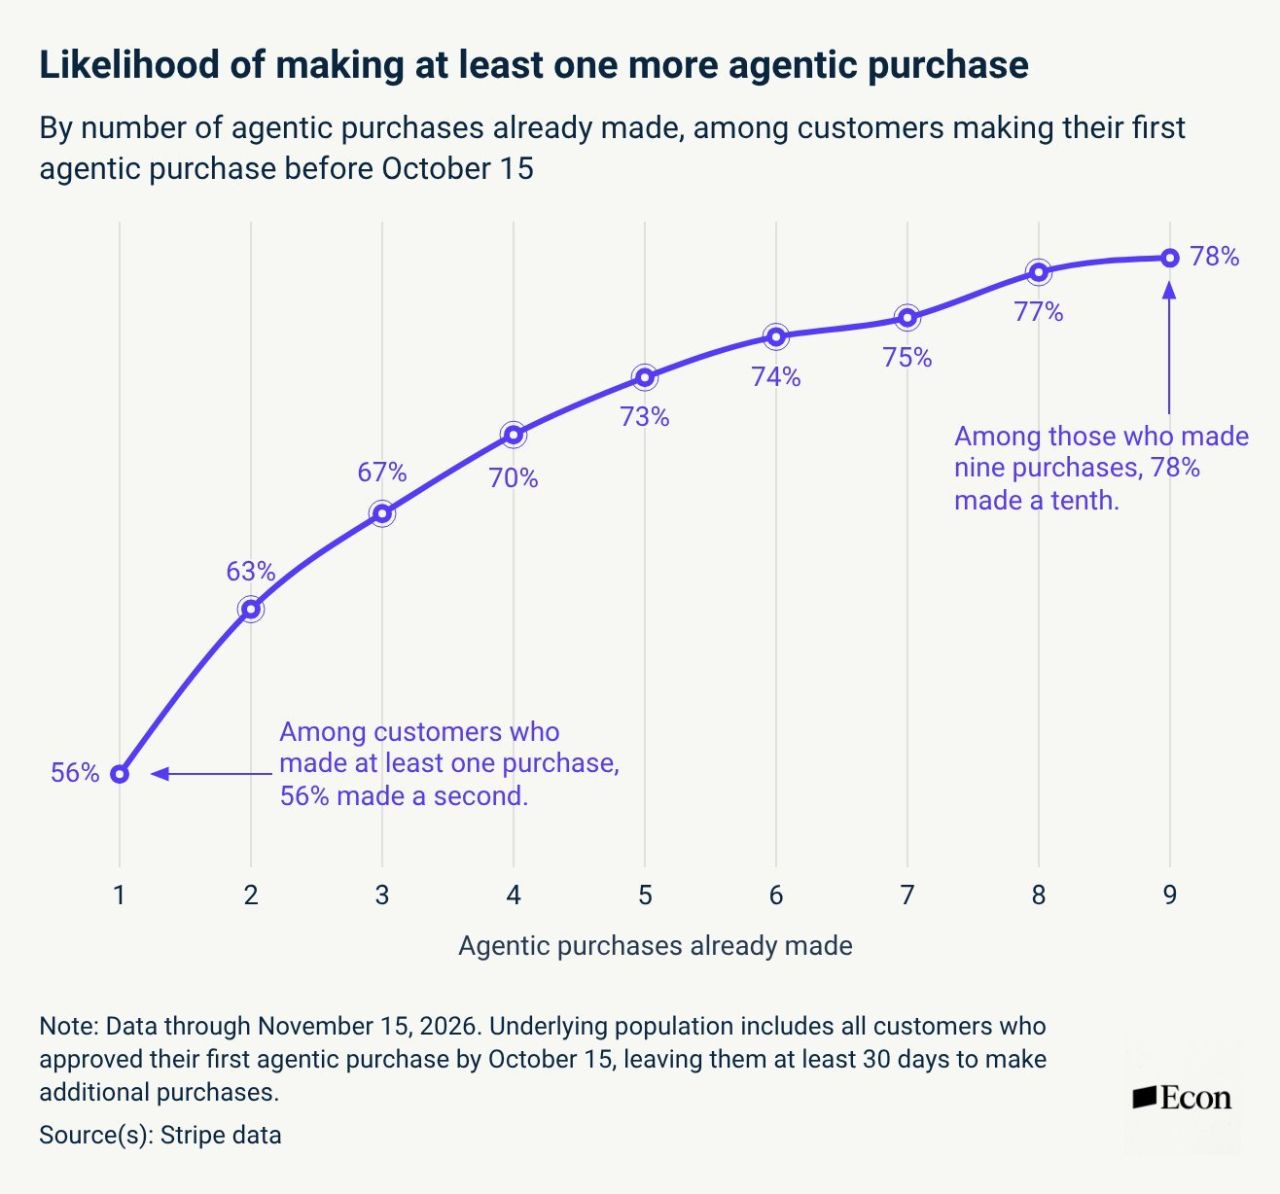 Likelihood of making at least one more agentic purchase
By number of agentic purchases already made, among customers making their first
agentic purchase before October 15
78%
77%
75%
74%
73%
70%
67%
63%
56%
Among those who made
nine purchases, 78%
made a tenth.
Among customers who
made at least one purchase,
56% made a second.
1 2 3 4 5 6 7 8 9
Agentic purchases already made
Note: Data through November 15, 2026. Underlying population includes all customers who
approved their first agentic purchase by October 15, leaving them at least 30 days to make
additional purchases.
Source(s): Stripe data
Econ